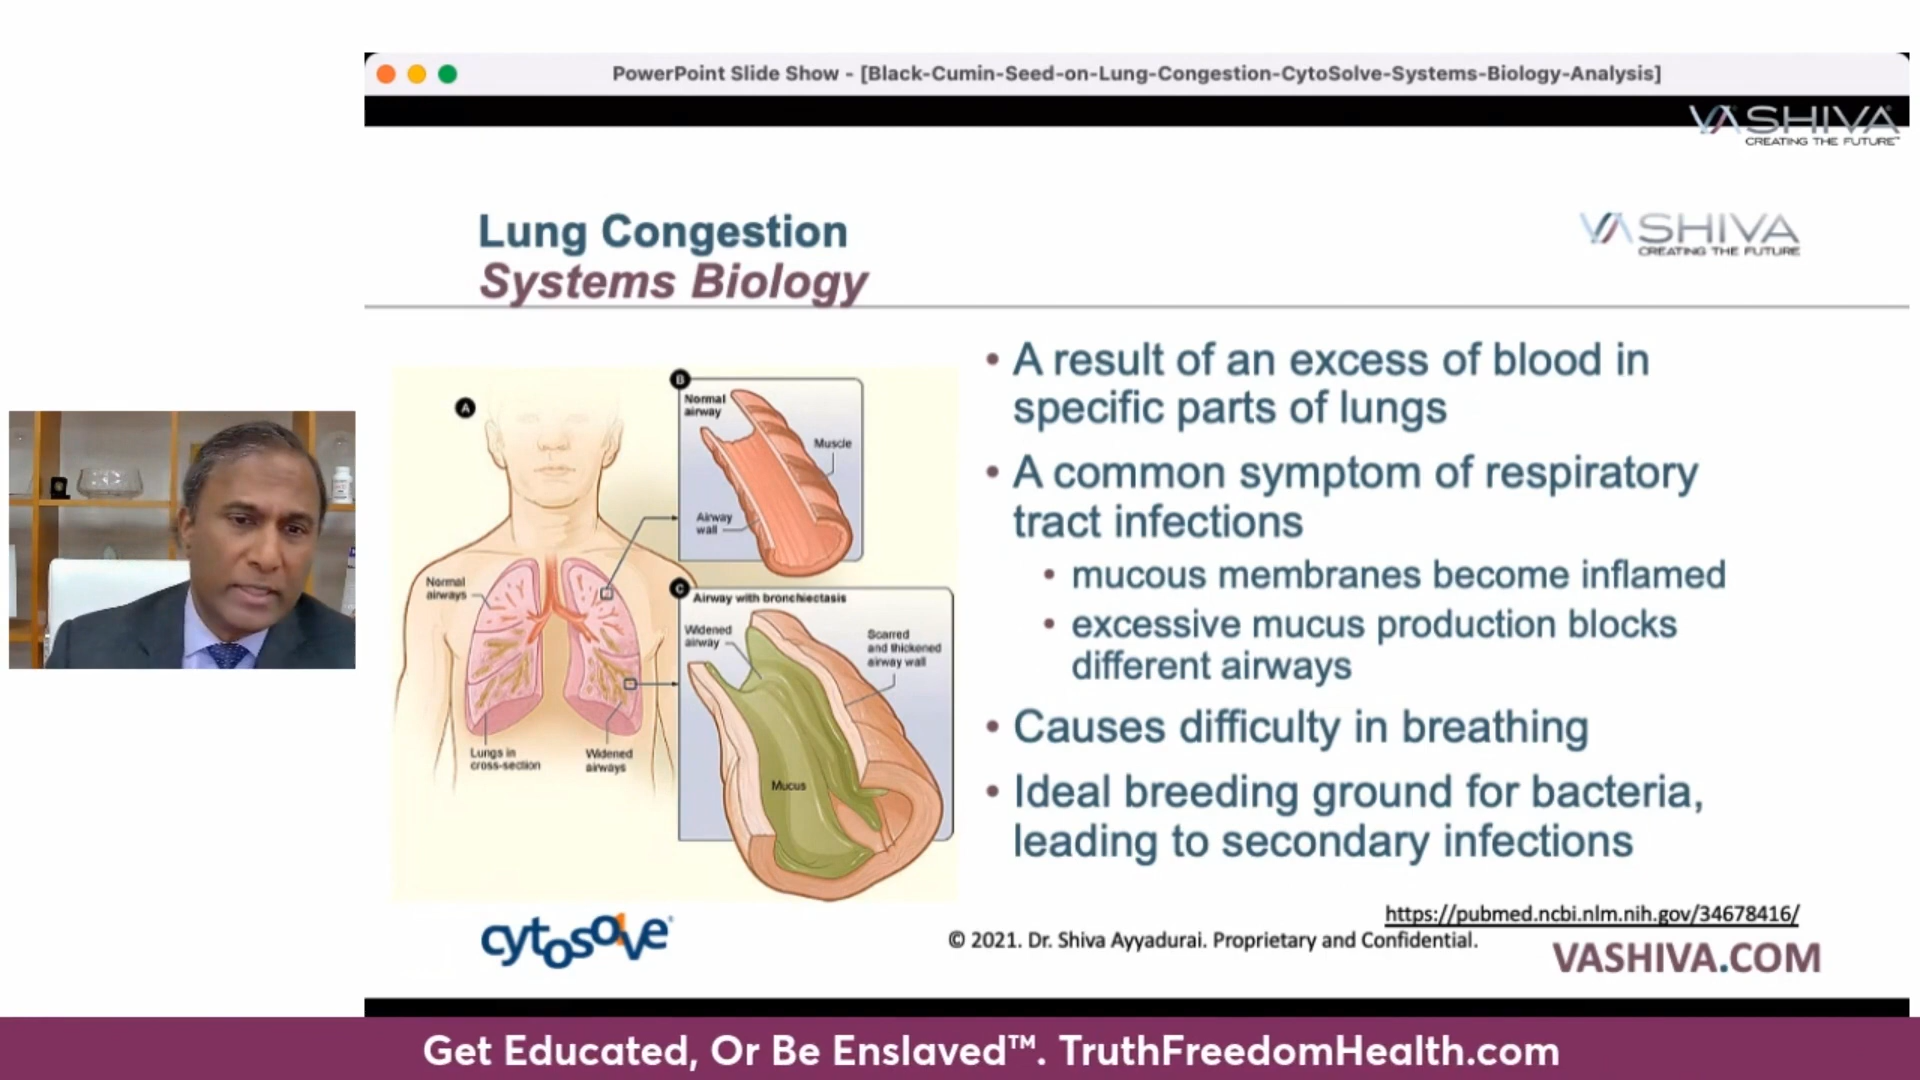 PowerPoint Slide Show - [Black-Cumin-Seed-on-Lung-Congestion-CytoSolve-Systems-Biology-Analysis]
VASHIVA
CREATING THE FUTURE™
Lung Congestion
Systems Biology
VASHIVA
CREATING THE FUTURE
A
B
Normal
airway
Muscle
Airway
wall
Normal
airways
C
Airway with bronchiectasis
Widened
airway
Scarred
and thickened
airway wall
Mucus
Lungs in
cross-section
Widened
airways
• A result of an excess of blood in
specific parts of lungs
• A common symptom of respiratory
tract infections
• mucous membranes become inflamed
• excessive mucus production blocks
different airways
• Causes difficulty in breathing
• Ideal breeding ground for bacteria,
leading to secondary infections
https://pubmed.ncbi.nlm.nih.gov/34678416/
cytosolve®
© 2021. Dr. Shiva Ayyadurai. Proprietary and Confidential.
VASHIVA.COM
Get Educated, Or Be Enslaved™. TruthFreedomHealth.com